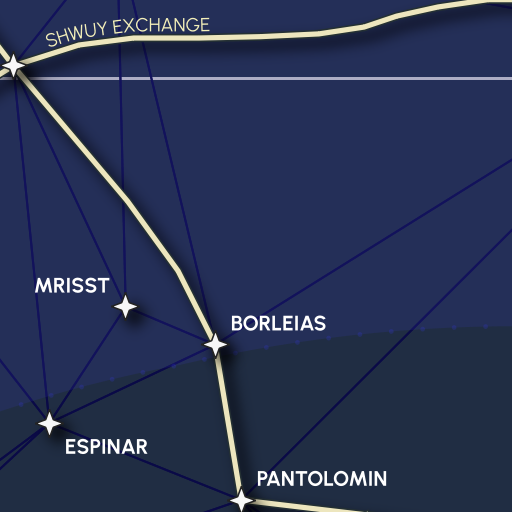 SHWUY EXCHANGE
MRISST
BORLEIAS
ESPINAR
PANTOLOMIN